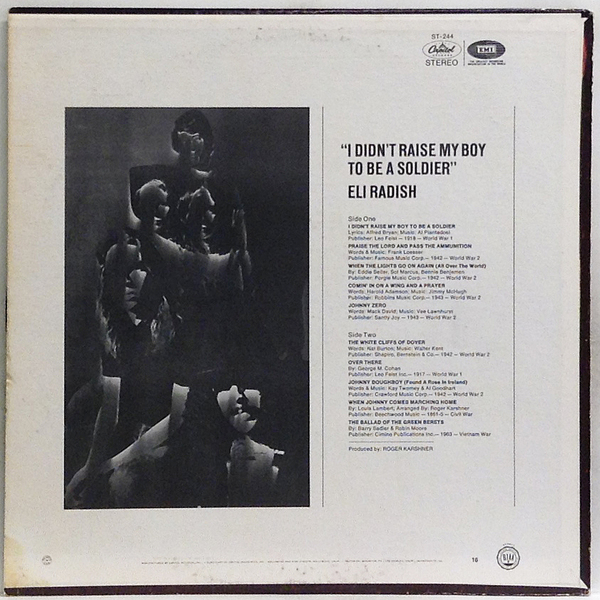 ST-244
Capitol
RECORDS
EMI
STEREO
"I DIDN'T RAISE MY BOY
TO BE A SOLDIER"
ELI RADISH
Side One
I DIDN'T RAISE MY BOY TO BE A SOLDIER
Lyrics: Alfred Bryan; Music: Al Piantadosi
Publisher: Leo Feist — 1918 — World War 1
PRAISE THE LORD AND PASS THE AMMUNITION
Words & Music: Frank Loesser
Publisher: Famous Music Corp.— 1942 — World War 2
WHEN THE LIGHTS GO ON AGAIN (All Over The World)
By: Eddie Seiler, Sol Marcus, Bennie Benjemen
Publisher: Porgie Music Corp.— 1942 — World War 2
COMIN' IN ON A WING AND A PRAYER
Words: Harold Adamson; Music: Jimmy McHugh
Publisher: Robbins Music Corp.— 1943 — World War 2
JOHNNY ZERO
Words: Mack David; Music: Vee Lawnhurst
Publisher: Santly Joy — 1943 — World War 2
Side Two
THE WHITE CLIFFS OF DOVER
Words: Nat Burton; Music: Walter Kent
Publisher: Shapiro, Bernstein & Co.— 1942 — World War 2
OVER THERE
By: George M. Cohan
Publisher: Leo Feist Inc.— 1917 — World War 1
JOHNNY DOUGHBOY (Found A Rose In Ireland)
Words & Music: Kay Twomey & Al Goodhart
Publisher: Crawford Music Corp.— 1942 — World War 2
WHEN JOHNNY COMES MARCHING HOME
By: Louis Lambert; Arranged By: Roger Karshner
Publisher: Beechwood Music — 1861-5 — Civil War
THE BALLAD OF THE GREEN BERETS
By: Barry Sadler & Robin Moore
Publisher: Cimino Publications Inc.— 1963 — Vietnam War
Produced by: ROGER KARSHNER
16
RIAA